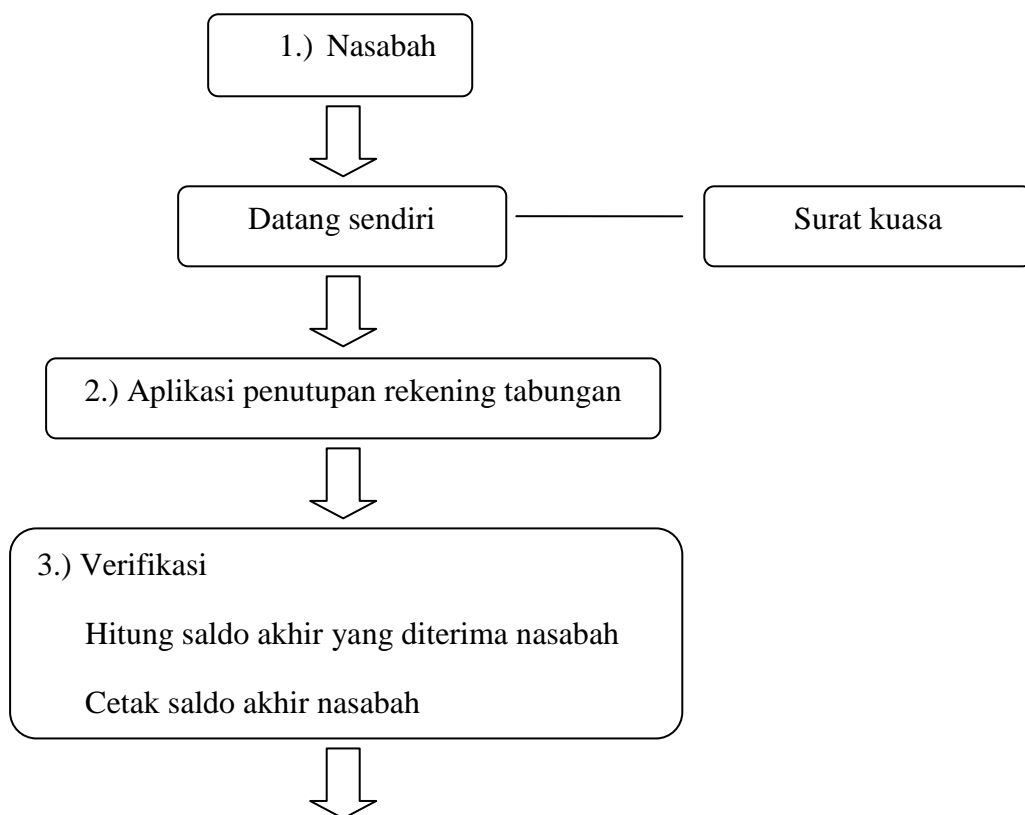 1.) Nasabah
Datang sendiri
Surat kuasa
2.) Aplikasi penutupan rekening tabungan
3.) Verifikasi
Hitung saldo akhir yang diterima nasabah
Cetak saldo akhir nasabah